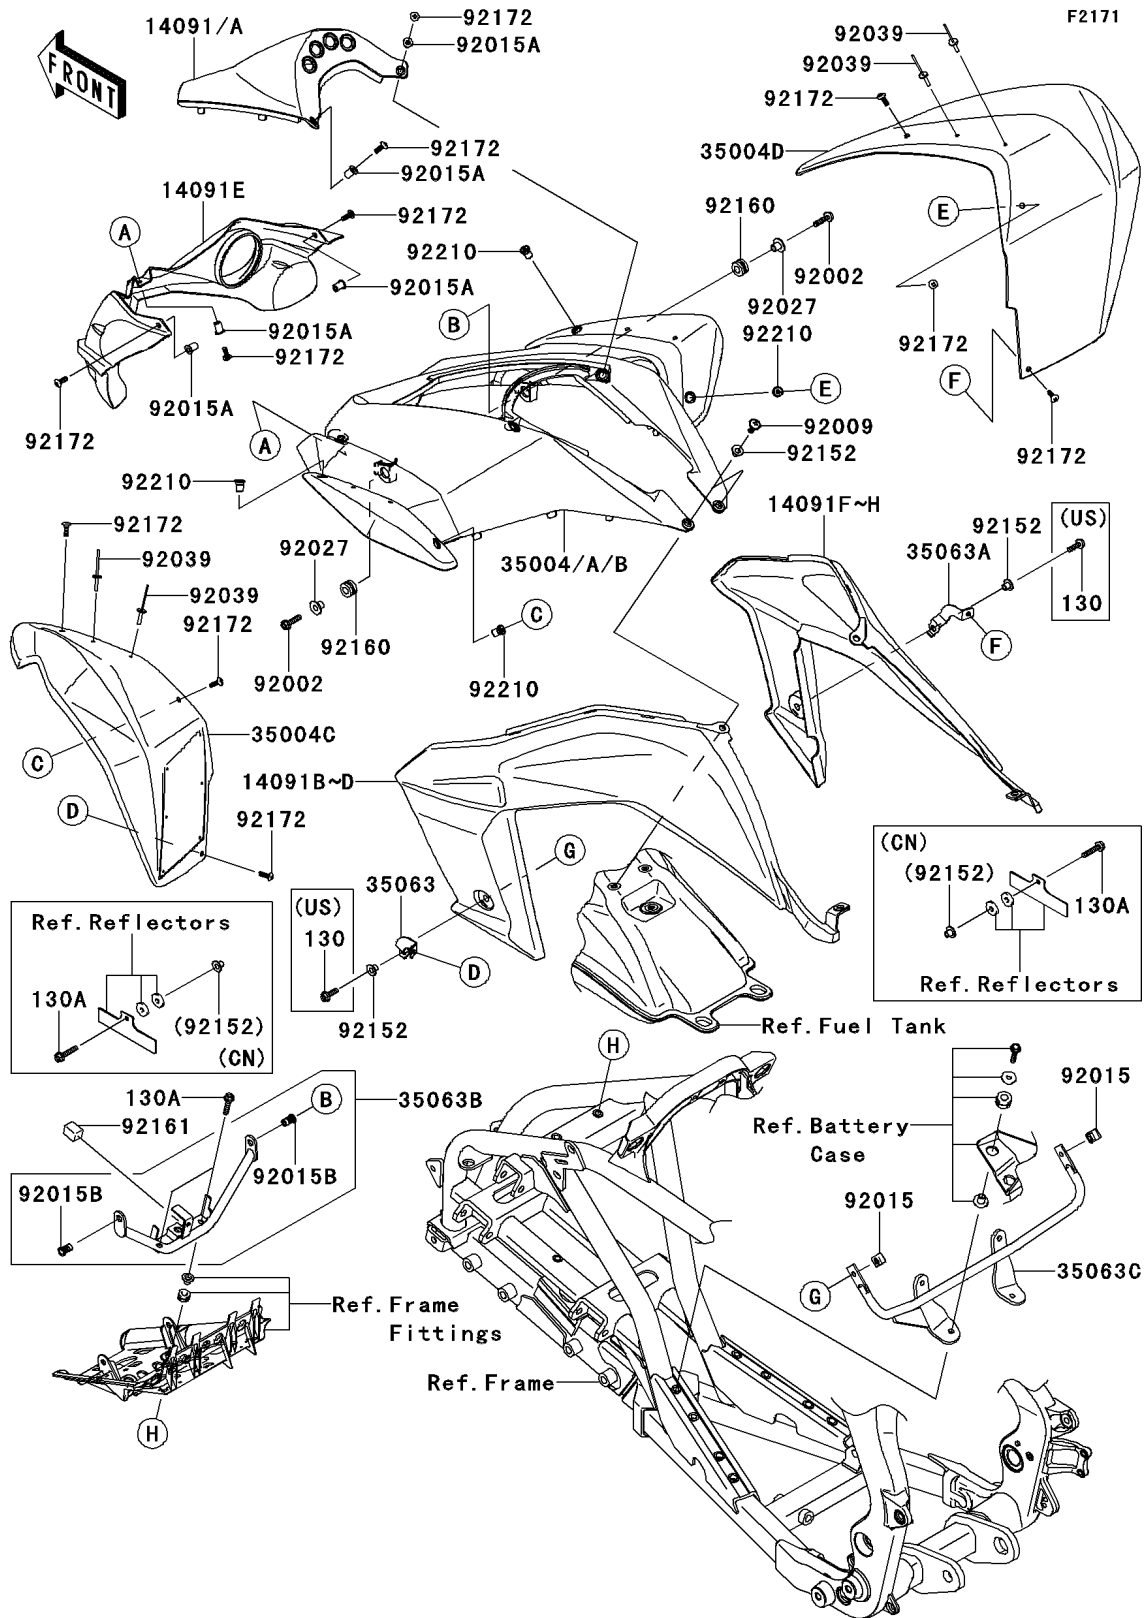 F2171
14091/A
92172
92015A
92039
92039
92172
35004D
FRONT
92172
92015A
14091E
92172
92160
E
A
92210
92002
92015A
92027
B
92210
92015A
92172
92172
E
F
92015A
92009
92172
A
92152
92172
92210
14091F~H
92172
92027
92152
(US)
92039
35004/A/B
35063A
92039
130
92172
C
92160
F
92002
92210
35004C
C
14091B~D
D
92172
G
(CN)
(92152)
35063
130A
Ref.Reflectors
(US)
130
D
Ref.Reflectors
130A
(92152)
92152
Ref.Fuel Tank
(CN)
H
92015
130A
B
35063B
92161
Ref.Battery
Case
92015B
92015B
92015
G
35063C
Ref.Frame
Fittings
Ref.Frame
H